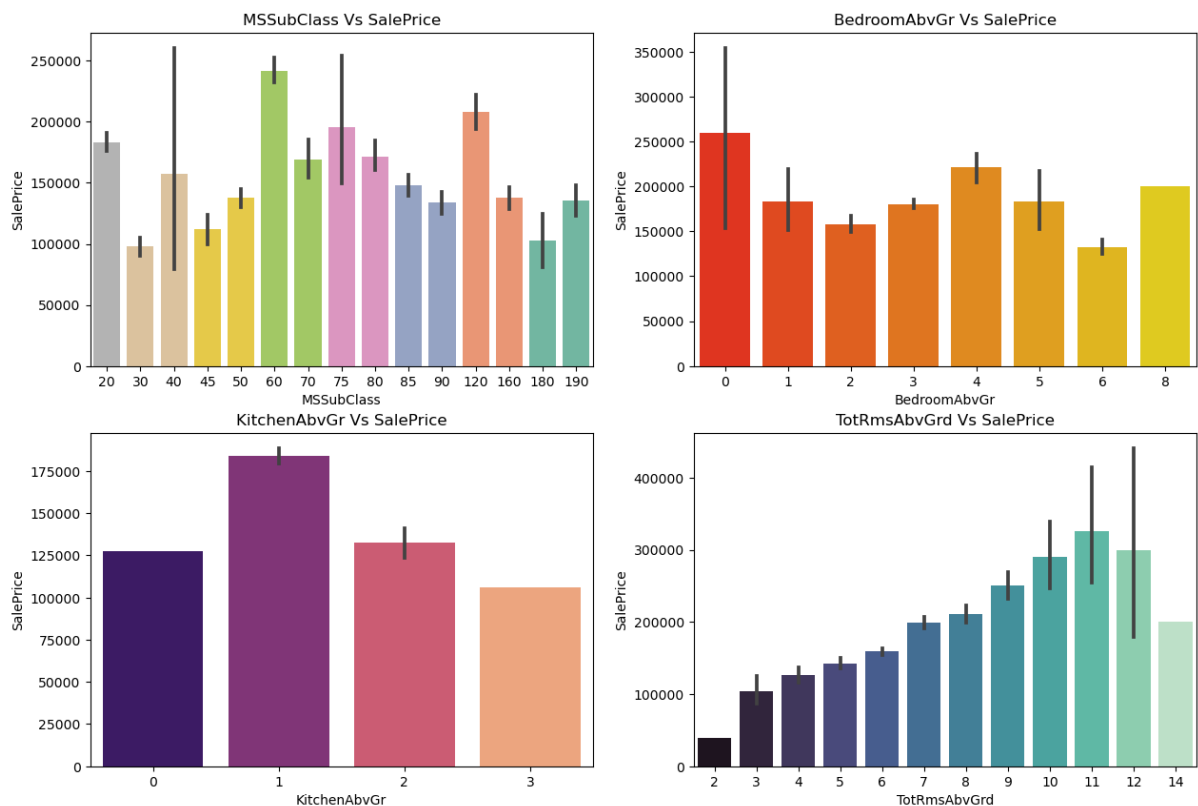 MSSubClass Vs SalePrice
SalePrice
250000
200000
150000
100000
50000
0
20 30 40 45 50 60 70 75 80 85 90 120 160 180 190
MSSubClass
BedroomAbvGr Vs SalePrice
SalePrice
350000
300000
250000
200000
150000
100000
50000
0
0 1 2 3 4 5 6 8
BedroomAbvGr
KitchenAbvGr Vs SalePrice
SalePrice
175000
150000
125000
100000
75000
50000
25000
0
0 1 2 3
KitchenAbvGr
TotRmsAbvGrd Vs SalePrice
SalePrice
400000
300000
200000
100000
0
2 3 4 5 6 7 8 9 10 11 12 14
TotRmsAbvGrd